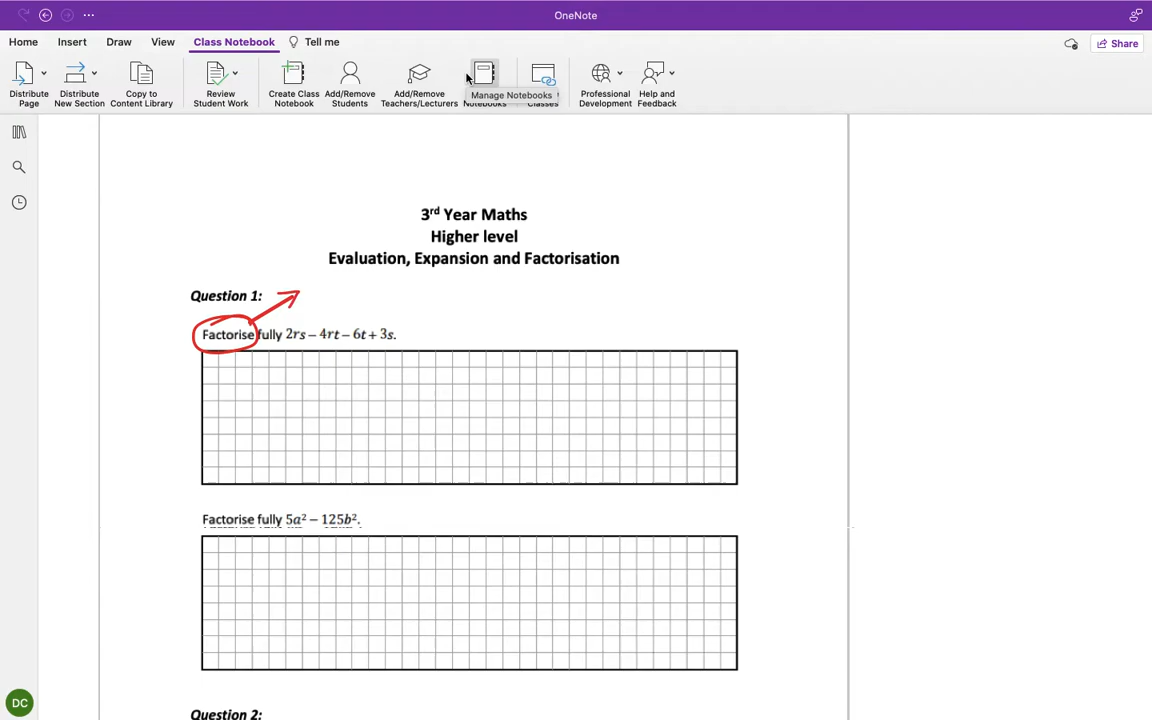 OneNote
Home Insert Draw View Class Notebook Tell me Share
Distribute Page
Distribute New Section
Copy to Content Library
Review Student Work
Create Class Notebook
Add/Remove Students
Add/Remove Teachers/Lecturers
Notebooks
Manage Notebooks
Classes
Professional Development
Help and Feedback
3rd Year Maths
Higher level
Evaluation, Expansion and Factorisation
Question 1:
Factorise fully 2rs – 4rt – 6t + 3s.
Factorise fully 5a² – 125b².
Question 2:
DC